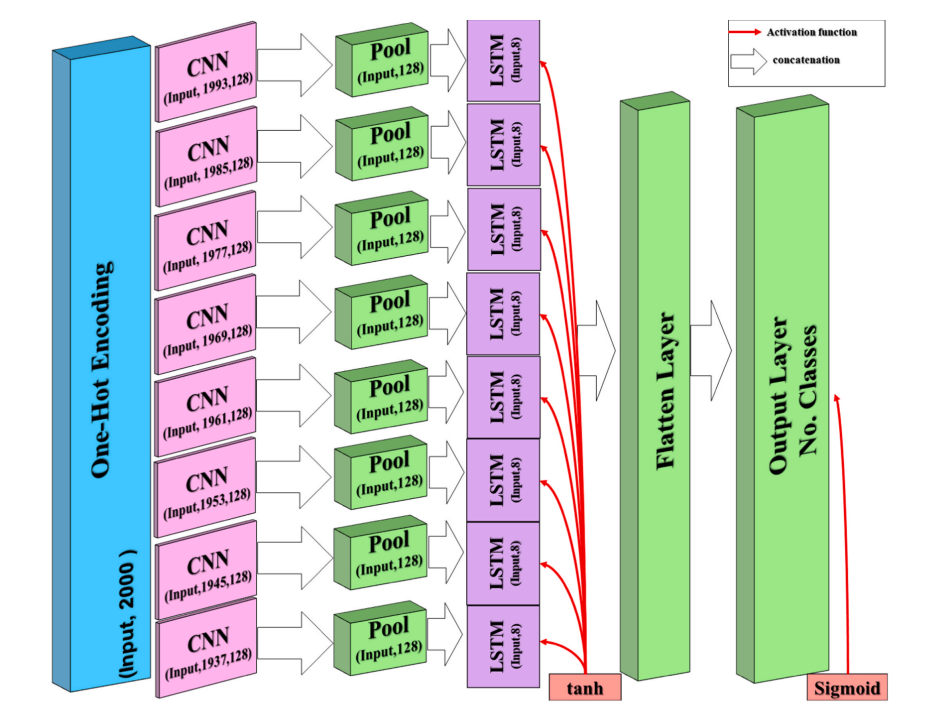 Activation function
concatenation
One-Hot Encoding
(Input, 2000 )
CNN
(Input, 1993,128)
Pool
(Input,128)
LSTM
(Input,8)
CNN
(Input, 1985,128)
Pool
(Input,128)
LSTM
(Input,8)
CNN
(Input, 1977,128)
Pool
(Input,128)
LSTM
(Input,8)
CNN
(Input, 1969,128)
Pool
(Input,128)
LSTM
(Input,8)
CNN
(Input, 1961,128)
Pool
(Input,128)
LSTM
(Input,8)
CNN
(Input,1953,128)
Pool
(Input,128)
LSTM
(Input,8)
CNN
(Input,1945,128)
Pool
(Input,128)
LSTM
(Input,8)
CNN
(Input,1937,128)
Pool
(Input,128)
LSTM
(Input,8)
tanh
Flatten Layer
Output Layer
No. Classes
Sigmoid